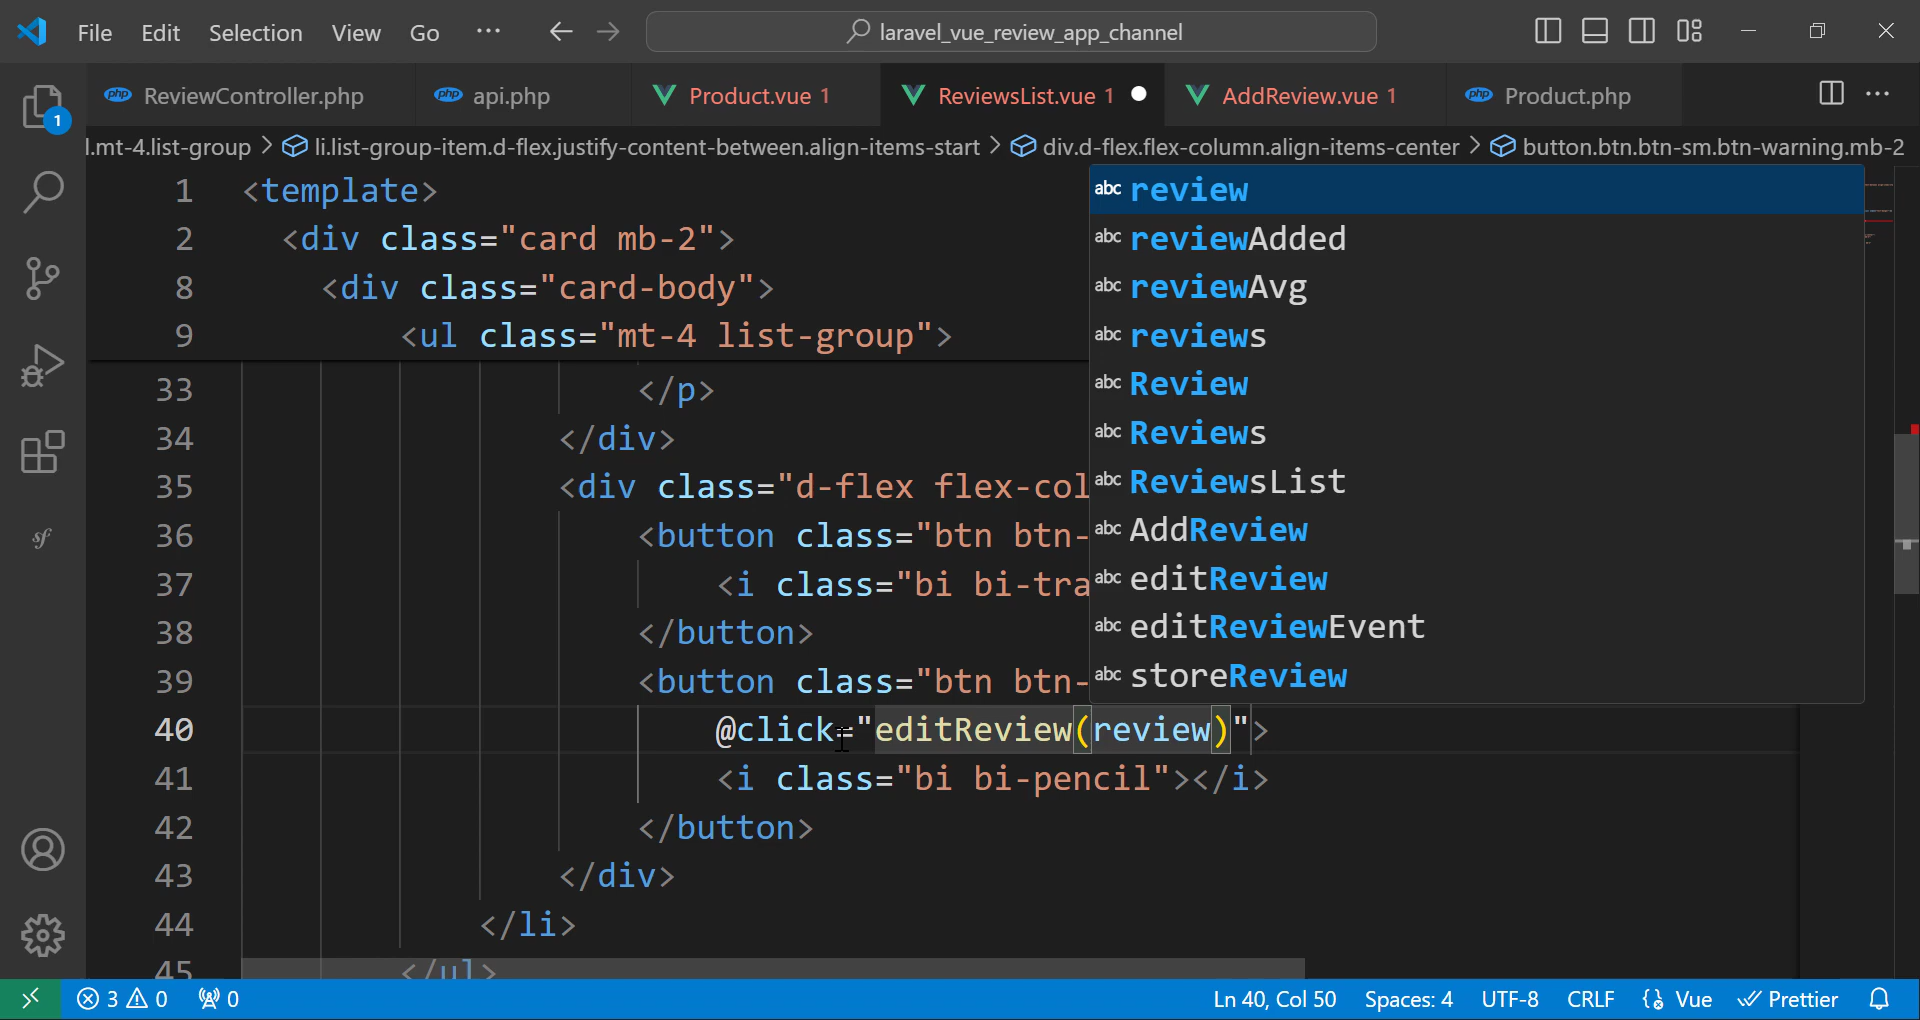 File Edit Selection View Go ··· laravel_vue_review_app_channel
1
php ReviewController.php php api.php Product.vue 1 ReviewsList.vue 1 AddReview.vue 1 php Product.php
l.mt-4.list-group > li.list-group-item.d-flex.justify-content-between.align-items-start > div.d-flex.flex-column.align-items-center > button.btn.btn-sm.btn-warning.mb-2
1 <template>
2 <div class="card mb-2">
8 <div class="card-body">
9 <ul class="mt-4 list-group">
33 </p>
34 </div>
35 <div class="d-flex flex-col
36 <button class="btn btn-
37 <i class="bi bi-tra
38 </button>
39 <button class="btn btn-
40 @click="editReview(review)">
41 <i class="bi bi-pencil"></i>
42 </button>
43 </div>
44 </li>
45 </ul>
abc review
abc reviewAdded
abc reviewAvg
abc reviews
abc Review
abc Reviews
abc ReviewsList
abc AddReview
abc editReview
abc editReviewEvent
abc storeReview
sf
3 0 0 Ln 40, Col 50 Spaces: 4 UTF-8 CRLF Vue Prettier